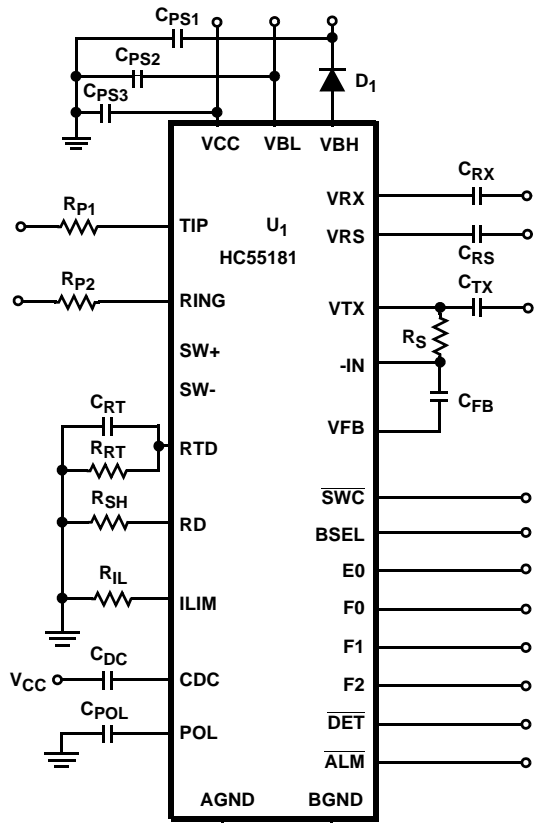 CPS1
CPS2
CPS3
D1
VCC VBL VBH
U1
HC55181
RP1
TIP
RP2
RING
SW+
SW-
CRT
RRT
RTD
RSH
RD
RIL
ILIM
VCC
CDC
CDC
CPOL
POL
AGND BGND
VRX
CRX
VRS
CRS
VTX
CTX
RS
-IN
CFB
VFB
SWC
BSEL
E0
F0
F1
F2
DET
ALM